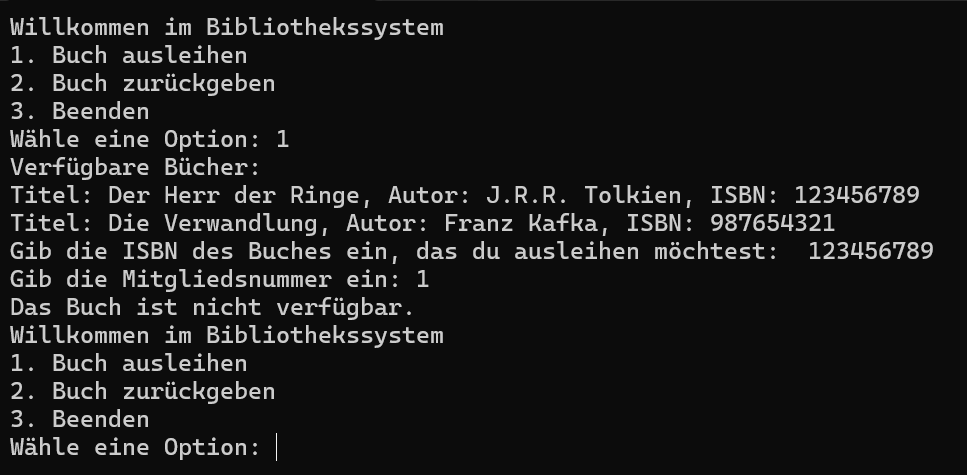 Willkommen im Bibliothekssystem
1. Buch ausleihen
2. Buch zurückgeben
3. Beenden
Wähle eine Option: 1
Verfügbare Bücher:
Titel: Der Herr der Ringe, Autor: J.R.R. Tolkien, ISBN: 123456789
Titel: Die Verwandlung, Autor: Franz Kafka, ISBN: 987654321
Gib die ISBN des Buches ein, das du ausleihen möchtest:  123456789
Gib die Mitgliedsnummer ein: 1
Das Buch ist nicht verfügbar.
Willkommen im Bibliothekssystem
1. Buch ausleihen
2. Buch zurückgeben
3. Beenden
Wähle eine Option: